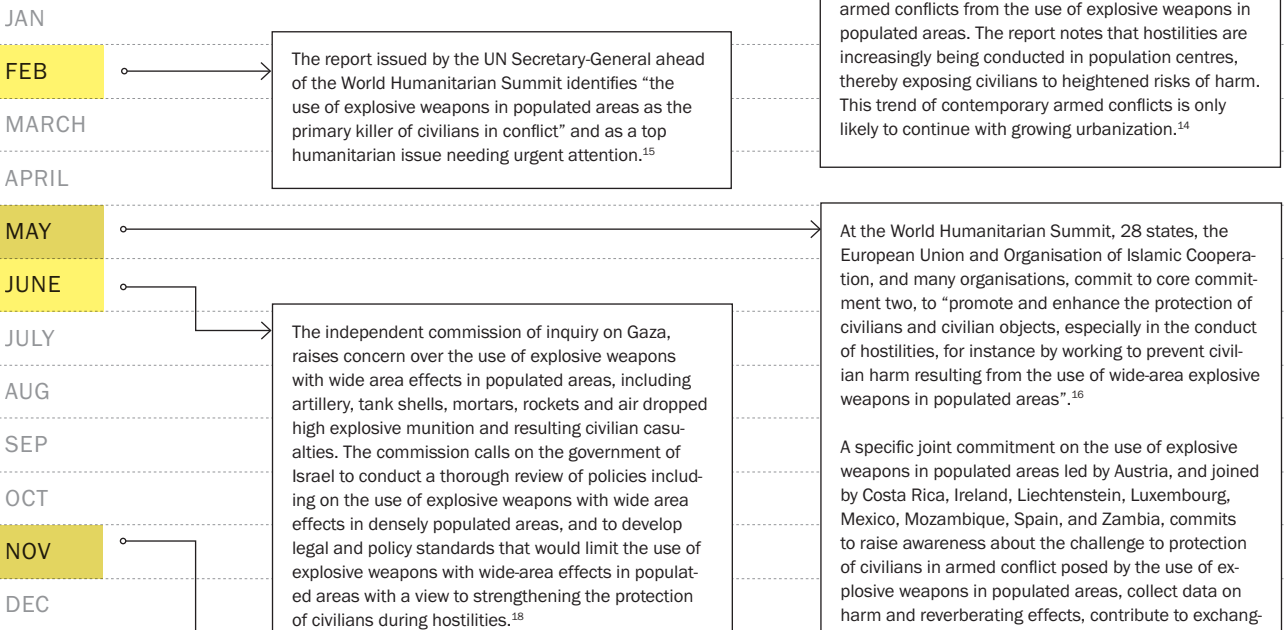 JAN
FEB
MARCH
APRIL
MAY
JUNE
JULY
AUG
SEP
OCT
NOV
DEC
The report issued by the UN Secretary-General ahead
of the World Humanitarian Summit identifies “the
use of explosive weapons in populated areas as the
primary killer of civilians in conflict” and as a top
humanitarian issue needing urgent attention.15
The independent commission of inquiry on Gaza,
raises concern over the use of explosive weapons
with wide area effects in populated areas, including
artillery, tank shells, mortars, rockets and air dropped
high explosive munition and resulting civilian casu-
alties. The commission calls on the government of
Israel to conduct a thorough review of policies includ-
ing on the use of explosive weapons with wide area
effects in densely populated areas, and to develop
legal and policy standards that would limit the use of
explosive weapons with wide-area effects in populat-
ed areas with a view to strengthening the protection
of civilians during hostilities.18
armed conflicts from the use of explosive weapons in
populated areas. The report notes that hostilities are
increasingly being conducted in population centres,
thereby exposing civilians to heightened risks of harm.
This trend of contemporary armed conflicts is only
likely to continue with growing urbanization.14
At the World Humanitarian Summit, 28 states, the
European Union and Organisation of Islamic Coopera-
tion, and many organisations, commit to core commit-
ment two, to “promote and enhance the protection of
civilians and civilian objects, especially in the conduct
of hostilities, for instance by working to prevent civil-
ian harm resulting from the use of wide-area explosive
weapons in populated areas”.16
A specific joint commitment on the use of explosive
weapons in populated areas led by Austria, and joined
by Costa Rica, Ireland, Liechtenstein, Luxembourg,
Mexico, Mozambique, Spain, and Zambia, commits
to raise awareness about the challenge to protection
of civilians in armed conflict posed by the use of ex-
plosive weapons in populated areas, collect data on
harm and reverberating effects, contribute to exchang-